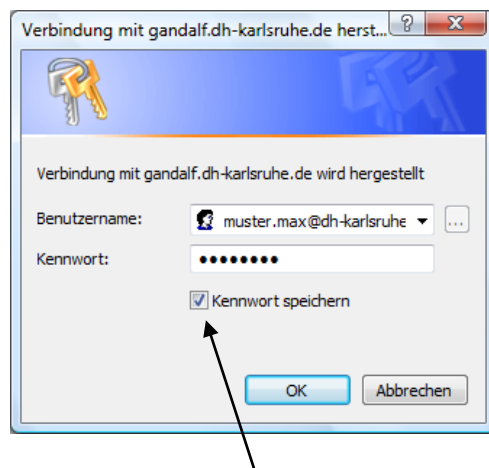 Verbindung mit gandalf.dh-karlsruhe.de herst...
Verbindung mit gandalf.dh-karlsruhe.de wird hergestellt
Benutzername: muster.max@dh-karlsruhe ...
Kennwort: ••••••••
Kennwort speichern
OK Abbrechen